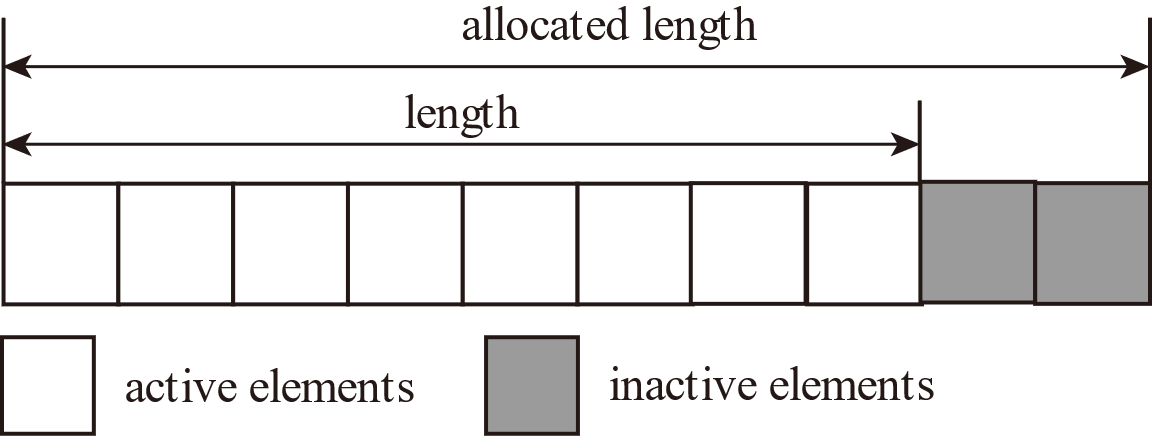 allocated length
length
active elements
inactive elements